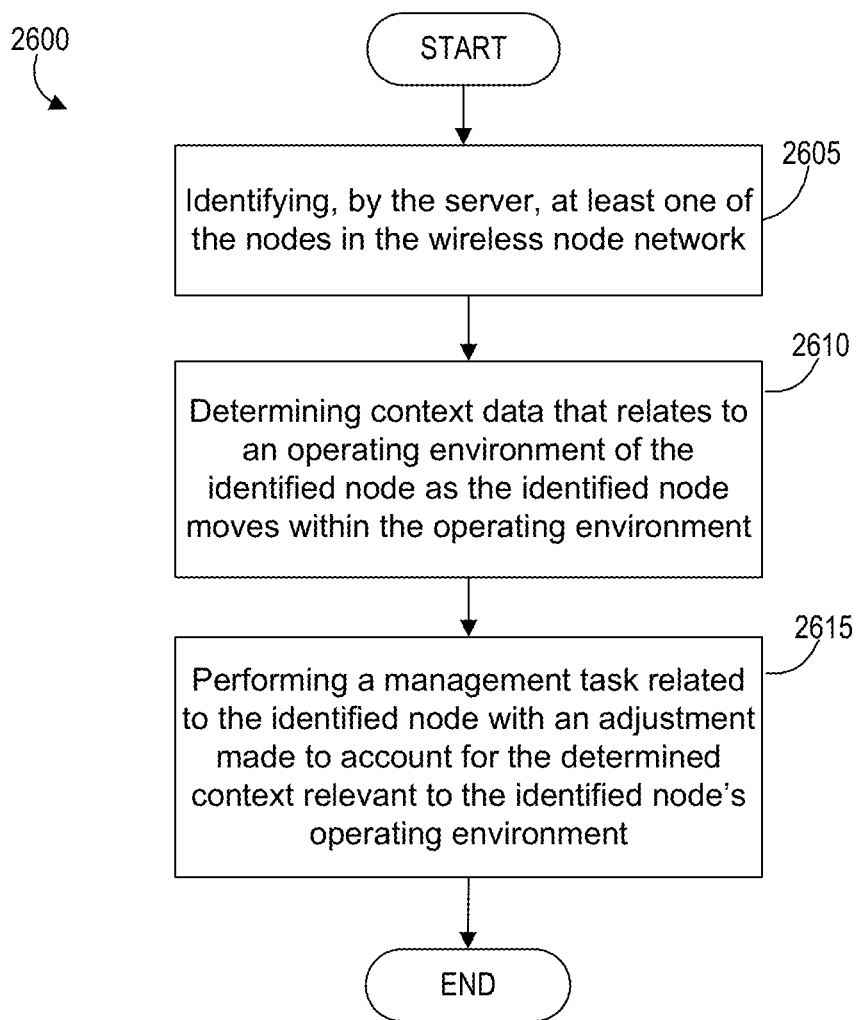 2600
START
2605
Identifying, by the server, at least one of
the nodes in the wireless node network
2610
Determining context data that relates to
an operating environment of the
identified node as the identified node
moves within the operating environment
2615
Performing a management task related
to the identified node with an adjustment
made to account for the determined
context relevant to the identified node's
operating environment
END